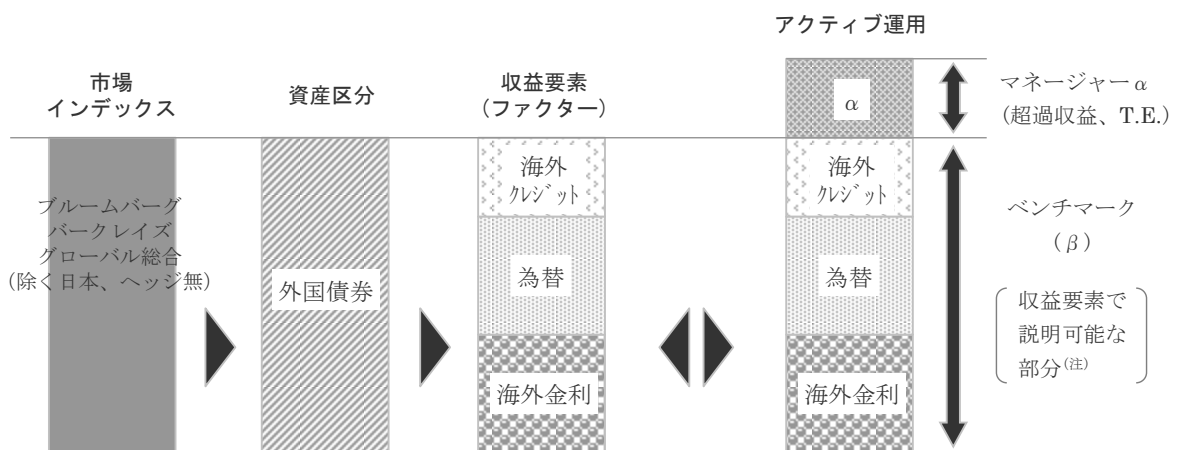 アクティブ運用
市場
インデックス
資産区分
収益要素
(ファクター)
α
マネージャーα
(超過収益、T.E.)
ブルームバーグ
バークレイズ
グローバル総合
(除く日本、ヘッジ無)
外国債券
海外
ｸﾚｼﾞｯﾄ
為替
海外金利
海外
ｸﾚｼﾞｯﾄ
為替
海外金利
ベンチマーク
(β)
収益要素で
説明可能な
部分(注)